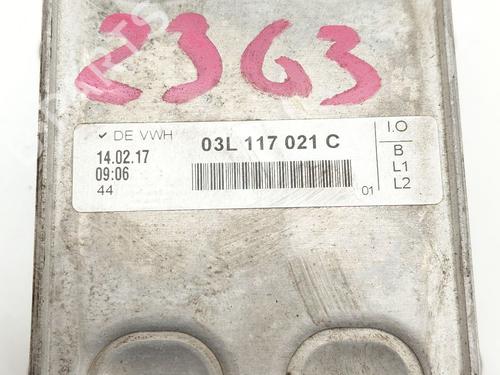 2363
✓ DE VWH
03L 117 021 C
I.O
14.02.17
B
09:06
L1
44
01
L2